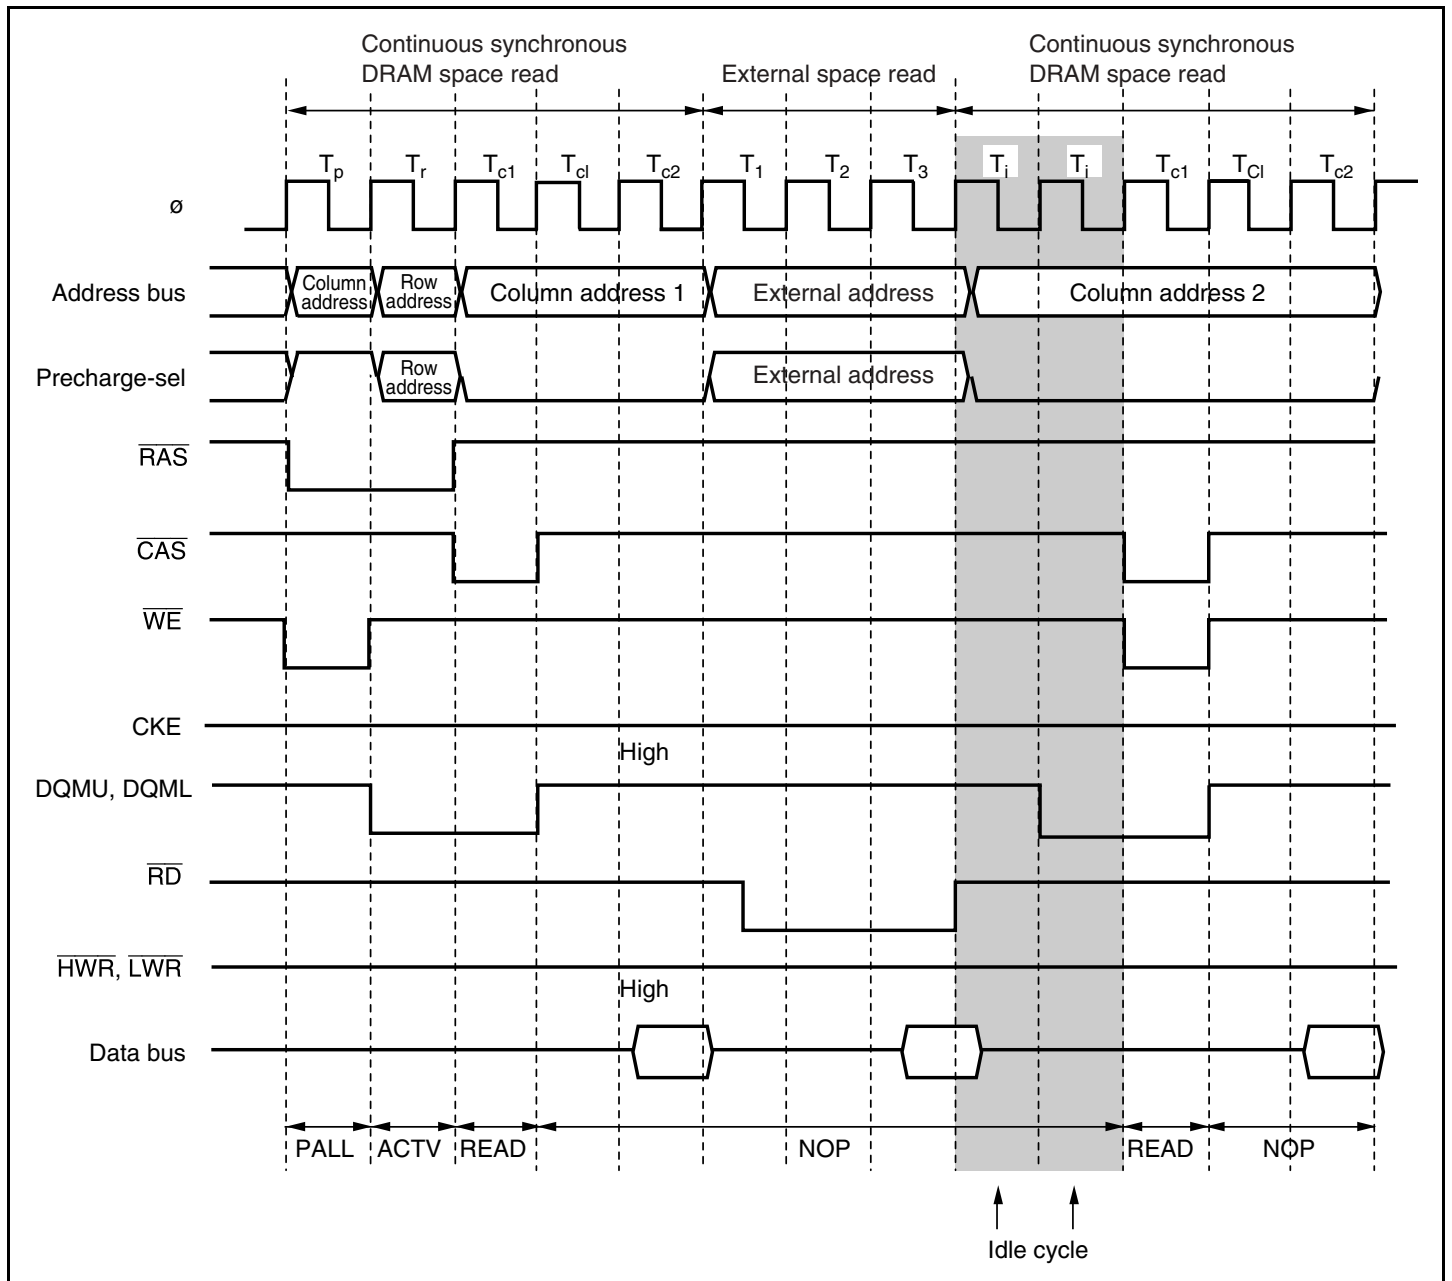 Continuous synchronous
DRAM space read
External space read
Continuous synchronous
DRAM space read
Tp Tr Tc1 Tcl Tc2 T1 T2 T3 Ti Ti Tc1 TCl Tc2
ø
Address bus
Column
address
Row
address
Column address 1
External address
Column address 2
Precharge-sel
Row
address
External address
RAS
CAS
WE
CKE
High
DQMU, DQML
RD
HWR, LWR
High
Data bus
PALL ACTV READ NOP READ NOP
Idle cycle